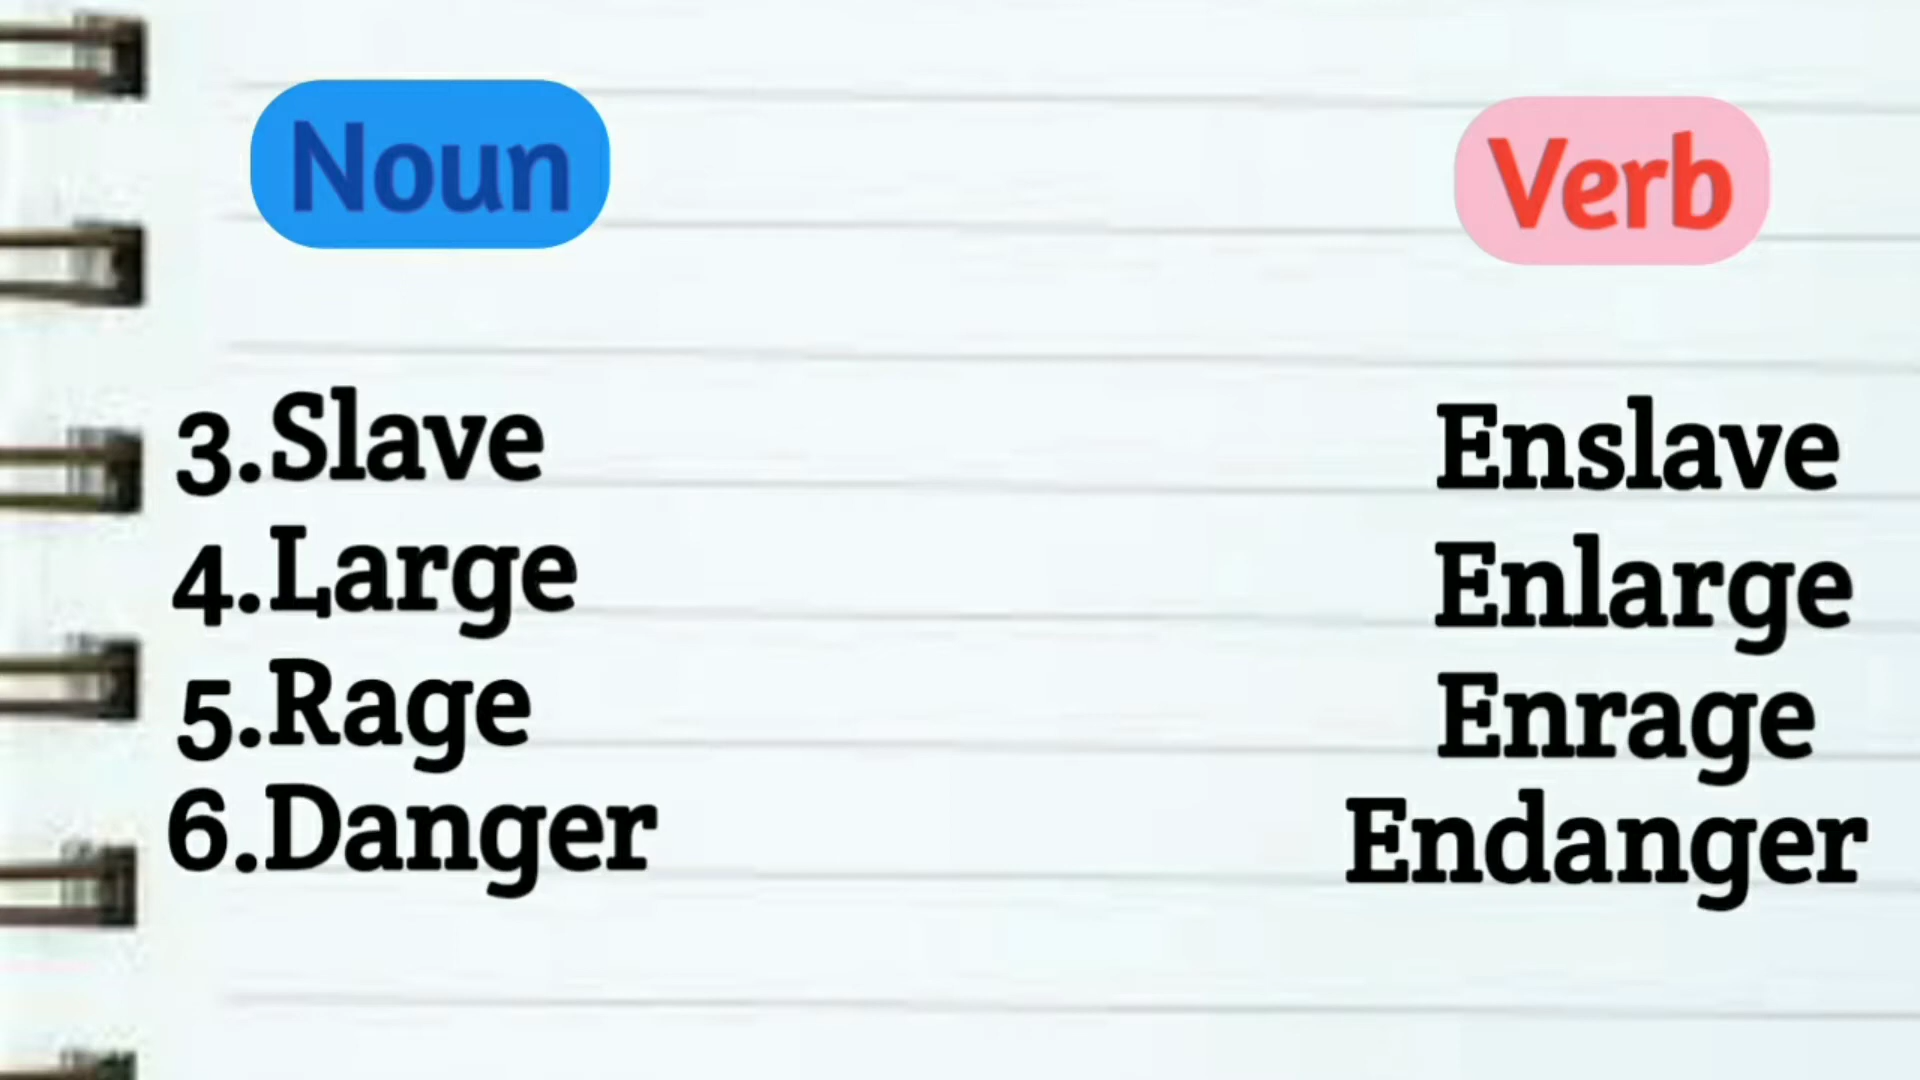 Noun Verb
3.Slave Enslave
4.Large Enlarge
5.Rage Enrage
6.Danger Endanger